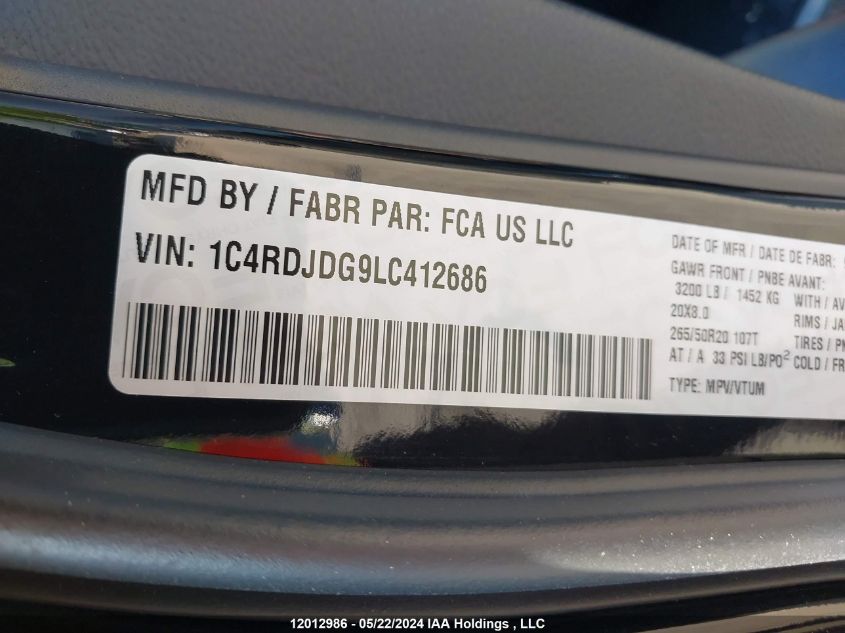 MFD BY / FABR PAR: FCA US LLC
VIN: 1C4RDJDG9LC412686
DATE OF MFR / DATE DE FABR:
GAWR FRONT / PNBE AVANT:
3200 LB / 1452 KG WITH / AV
20X8.0 RIMS / JA
265/50R20 107T TIRES / PN
AT / A 33 PSI LB/PO² COLD / FR
TYPE: MPV/VTUM
12012986 - 05/22/2024 IAA Holdings , LLC